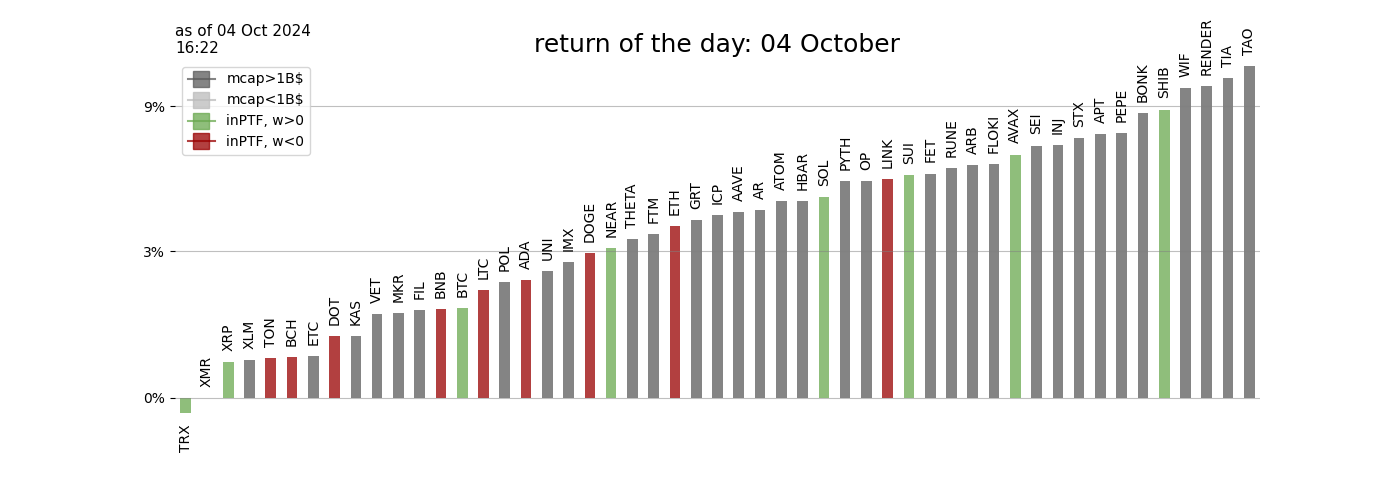 as of 04 Oct 2024
16:22
return of the day: 04 October
mcap>1B$
mcap<1B$
inPTF, w>0
inPTF, w<0
9%
3%
0%
TRX
XMR
XRP
XLM
TON
BCH
ETC
DOT
KAS
VET
MKR
FIL
BNB
BTC
LTC
POL
ADA
UNI
IMX
DOGE
NEAR
THETA
FTM
ETH
GRT
ICP
AAVE
AR
ATOM
HBAR
SOL
PYTH
OP
LINK
SUI
FET
RUNE
ARB
FLOKI
AVAX
SEI
INJ
STX
APT
PEPE
BONK
SHIB
WIF
RENDER
TIA
TAO